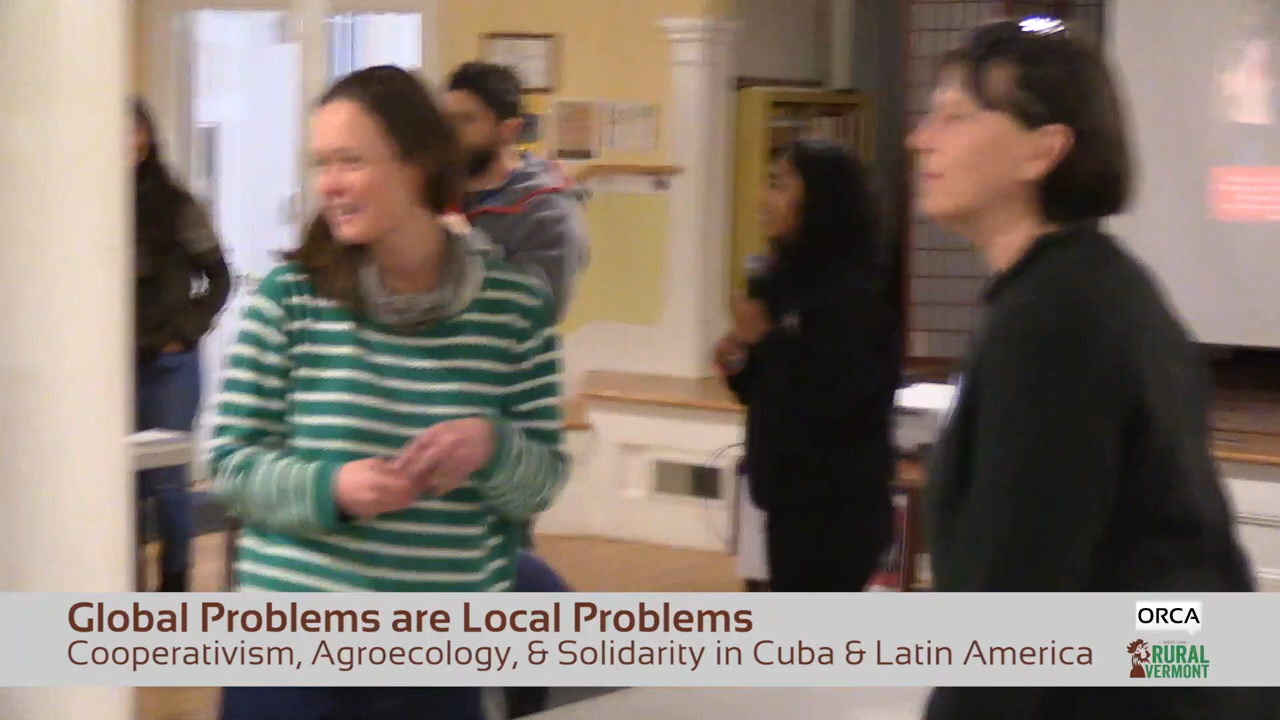 Global Problems are Local Problems
Cooperativism, Agroecology, & Solidarity in Cuba & Latin America
ORCA
RURAL
VERMONT